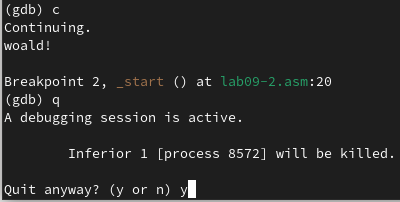 (gdb) c
Continuing.
woald!
Breakpoint 2, _start () at lab09-2.asm:20
(gdb) q
A debugging session is active.
Inferior 1 [process 8572] will be killed.
Quit anyway? (y or n) y